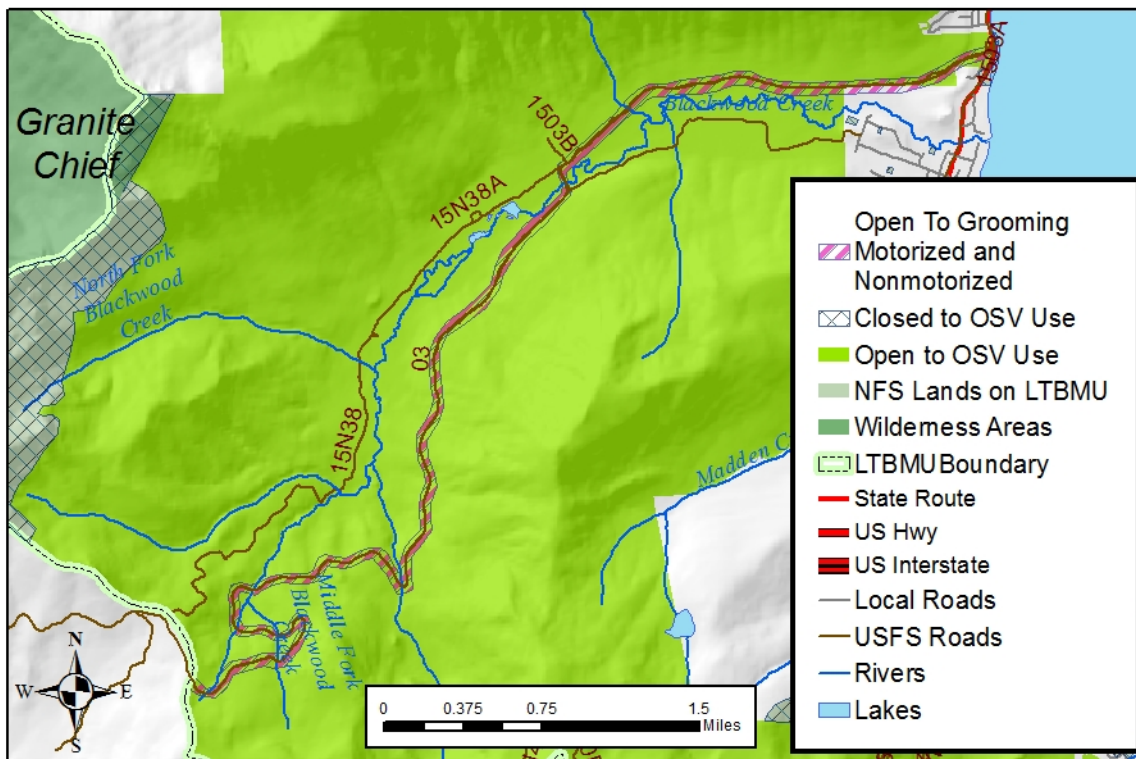 Granite
Chief
1503A
Blackwood Creek
1503B
15N38A
North Fork
Blackwood
Creek
03
15N38
Madden
Middle Fork
Blackwood
Creek
Open To Grooming
Motorized and
Nonmotorized
Closed to OSV Use
Open to OSV Use
NFS Lands on LTBMU
Wilderness Areas
LTBMU Boundary
State Route
US Hwy
US Interstate
Local Roads
USFS Roads
Rivers
Lakes
N
W E
S
0 0.375 0.75 1.5
Miles